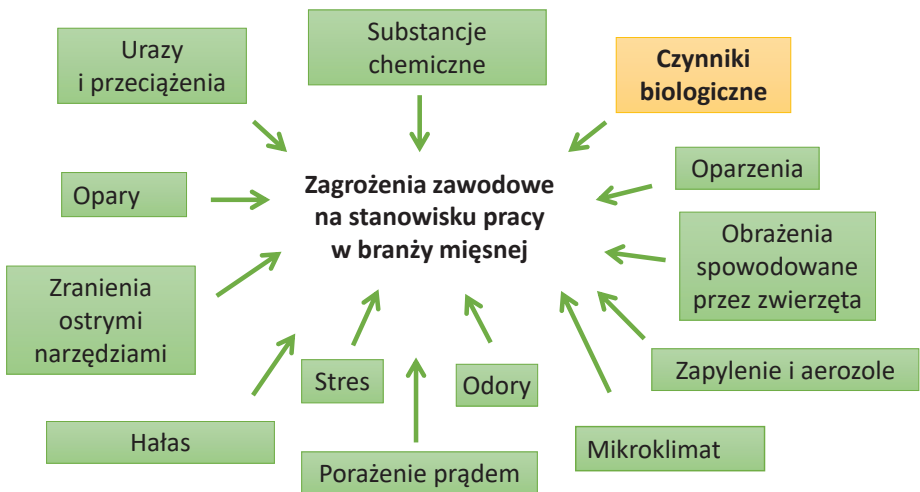 Urazy
i przeciążenia
Substancje
chemiczne
Czynniki
biologiczne
Opary
Zagrożenia zawodowe
na stanowisku pracy
w branży mięsnej
Oparzenia
Obrażenia
spowodowane
przez zwierzęta
Zranienia
ostrymi
narzędziami
Stres
Odory
Zapylenie i aerozole
Hałas
Porażenie prądem
Mikroklimat